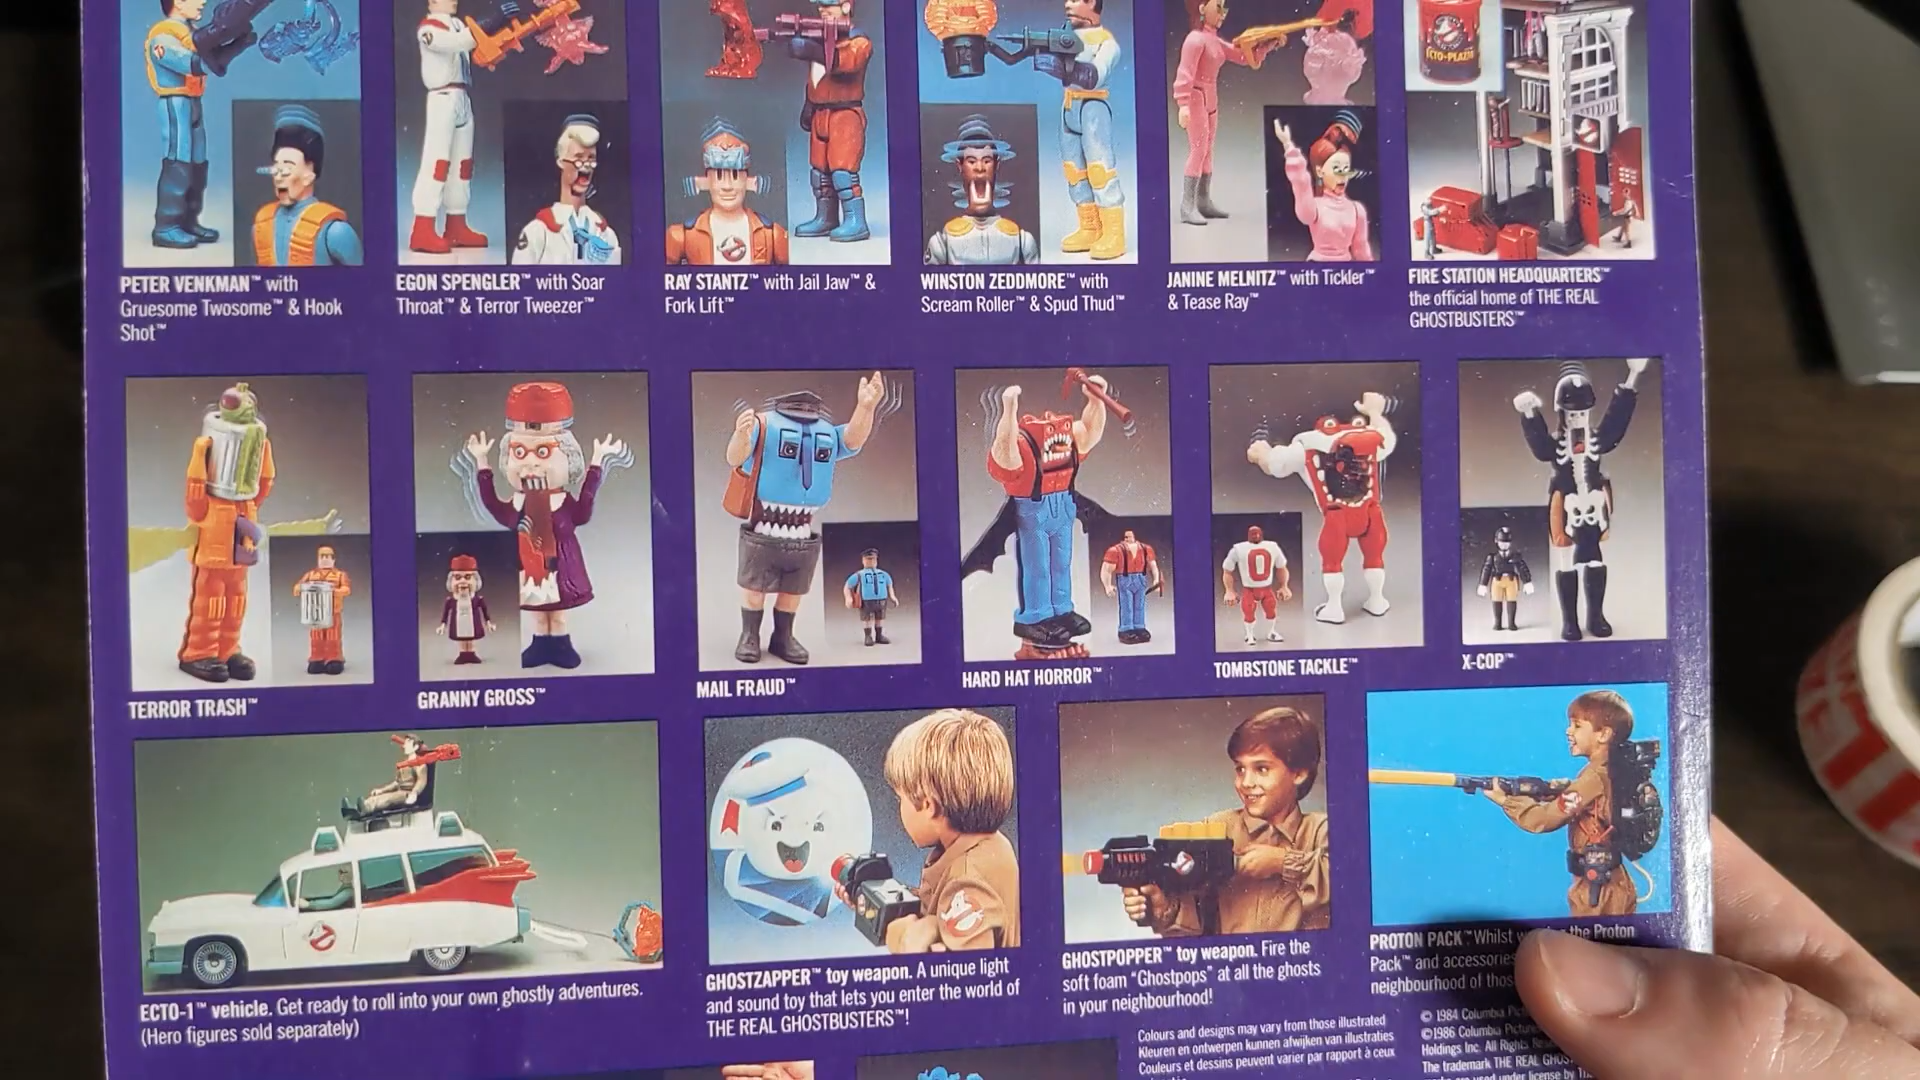 ECTO-PLAZM
PETER VENKMAN™ with
Gruesome Twosome™ & Hook
Shot™
EGON SPENGLER™ with Soar
Throat™ & Terror Tweezer™
RAY STANTZ™ with Jail Jaw™ &
Fork Lift™
WINSTON ZEDDMORE™ with
Scream Roller™ & Spud Thud™
JANINE MELNITZ™ with Tickler™
& Tease Ray™
FIRE STATION HEADQUARTERS™
the official home of THE REAL
GHOSTBUSTERS™
0
TERROR TRASH™
GRANNY GROSS™
MAIL FRAUD™
HARD HAT HORROR™
TOMBSTONE TACKLE™
X-COP™
ECTO-1™ vehicle. Get ready to roll into your own ghostly adventures.
(Hero figures sold separately)
GHOSTZAPPER™ toy weapon. A unique light
and sound toy that lets you enter the world of
THE REAL GHOSTBUSTERS™!
GHOSTPOPPER™ toy weapon. Fire the
soft foam "Ghostpops" at all the ghosts
in your neighbourhood!
PROTON PACK™ Whilst the Proton
Pack™ and accessories
neighbourhood of
Colours and designs may vary from those illustrated
Kleuren en ontwerpen kunnen afwijken van illustraties
Couleurs et dessins peuvent varier par rapport à ceux
© 1984 Columbia
©1986 Columbia
Holdings Inc. All Rights
The trademark THE REAL
used under license by